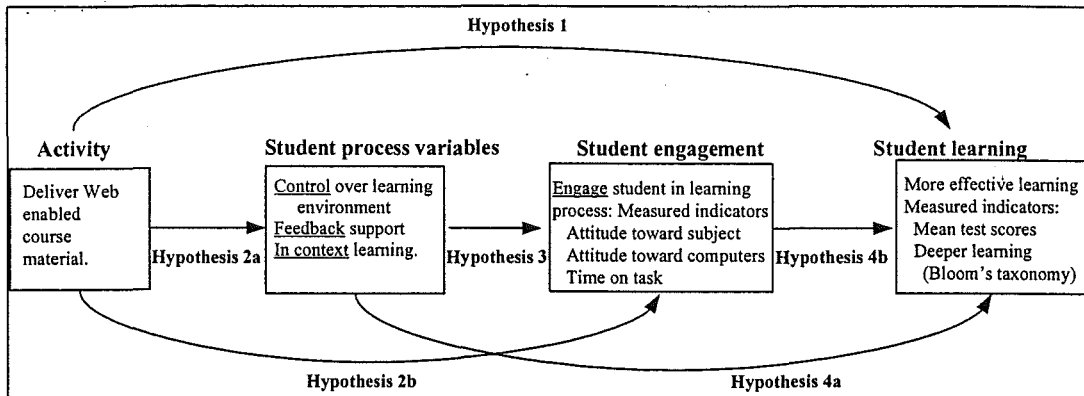 Hypothesis 1
Activity
Deliver Web
enabled
course
material.
Hypothesis 2a
Student process variables
Control over learning
environment
Feedback support
In context learning.
Hypothesis 3
Student engagement
Engage student in learning
process: Measured indicators
Attitude toward subject
Attitude toward computers
Time on task
Hypothesis 4b
Student learning
More effective learning
Measured indicators:
Mean test scores
Deeper learning
(Bloom's taxonomy)
Hypothesis 2b
Hypothesis 4a